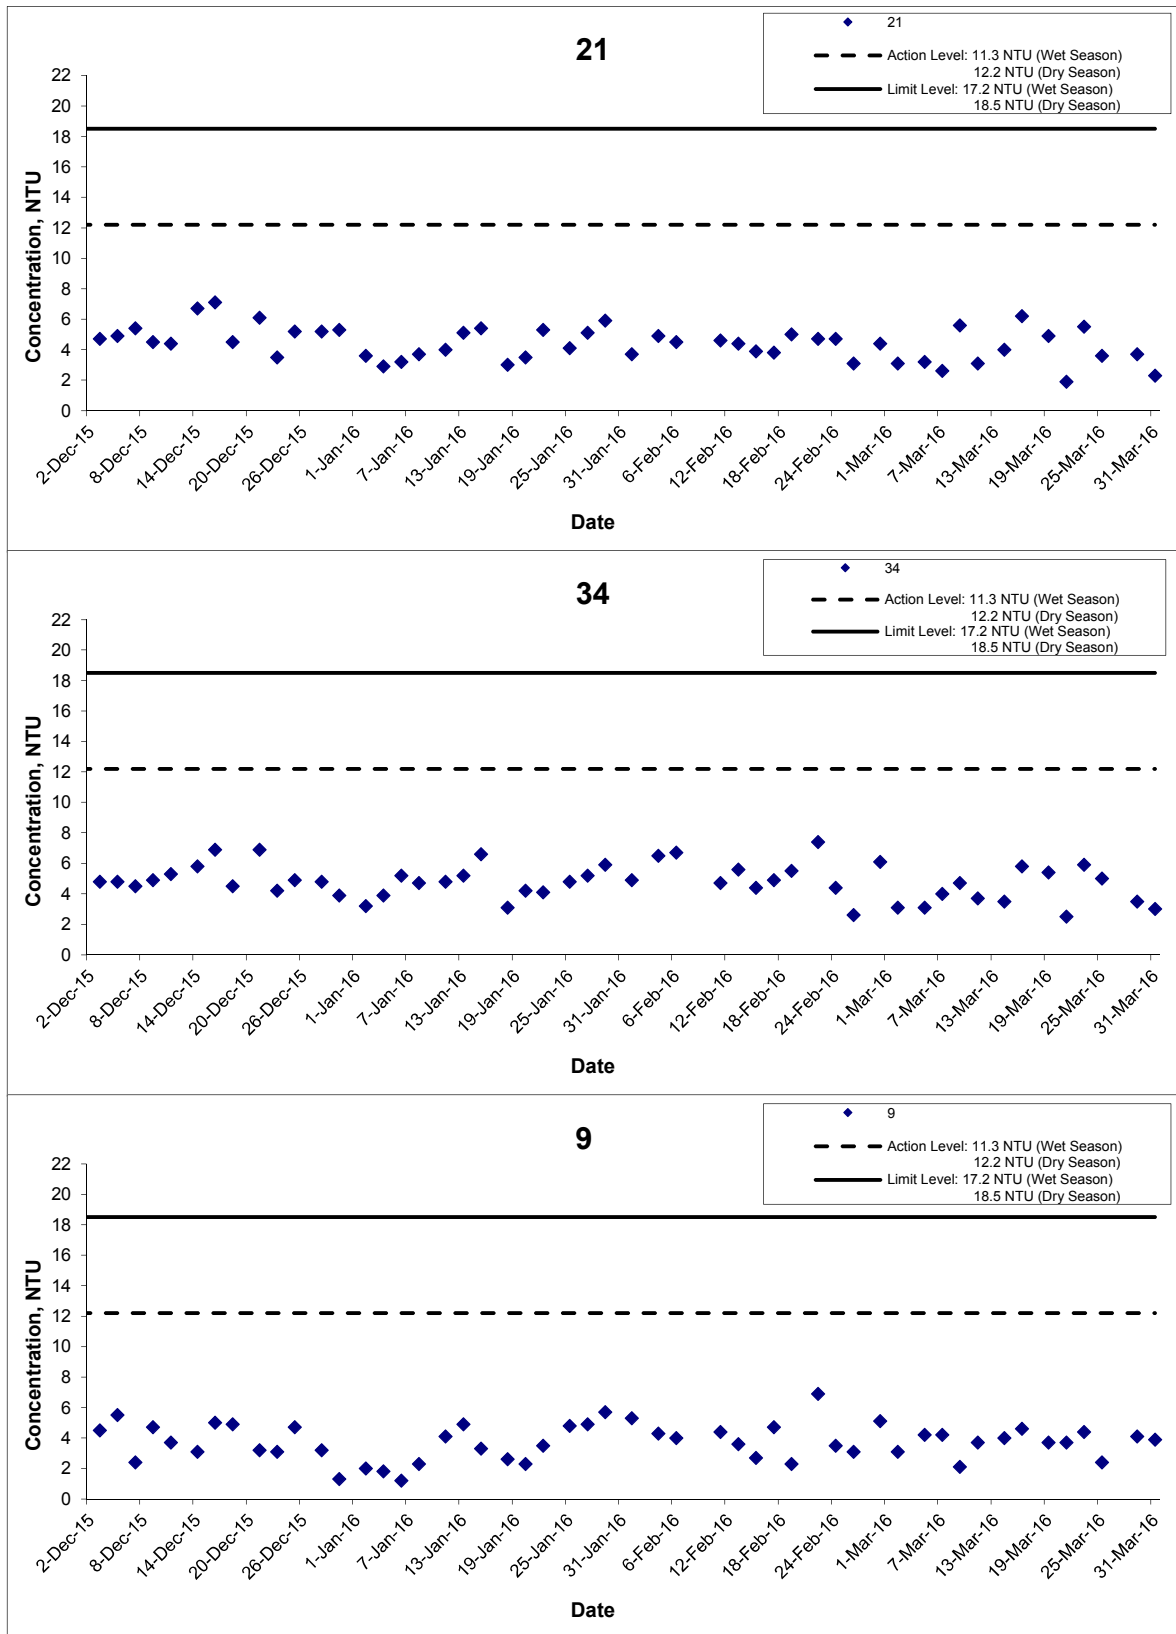 21
21
Action Level: 11.3 NTU (Wet Season)
12.2 NTU (Dry Season)
Limit Level: 17.2 NTU (Wet Season)
18.5 NTU (Dry Season)
Concentration, NTU
22
20
18
16
14
12
10
8
6
4
2
0
2-Dec-15
8-Dec-15
14-Dec-15
20-Dec-15
26-Dec-15
1-Jan-16
7-Jan-16
13-Jan-16
19-Jan-16
25-Jan-16
31-Jan-16
6-Feb-16
12-Feb-16
18-Feb-16
24-Feb-16
1-Mar-16
7-Mar-16
13-Mar-16
19-Mar-16
25-Mar-16
31-Mar-16
Date
34
34
Action Level: 11.3 NTU (Wet Season)
12.2 NTU (Dry Season)
Limit Level: 17.2 NTU (Wet Season)
18.5 NTU (Dry Season)
Concentration, NTU
22
20
18
16
14
12
10
8
6
4
2
0
2-Dec-15
8-Dec-15
14-Dec-15
20-Dec-15
26-Dec-15
1-Jan-16
7-Jan-16
13-Jan-16
19-Jan-16
25-Jan-16
31-Jan-16
6-Feb-16
12-Feb-16
18-Feb-16
24-Feb-16
1-Mar-16
7-Mar-16
13-Mar-16
19-Mar-16
25-Mar-16
31-Mar-16
Date
9
9
Action Level: 11.3 NTU (Wet Season)
12.2 NTU (Dry Season)
Limit Level: 17.2 NTU (Wet Season)
18.5 NTU (Dry Season)
Concentration, NTU
22
20
18
16
14
12
10
8
6
4
2
0
2-Dec-15
8-Dec-15
14-Dec-15
20-Dec-15
26-Dec-15
1-Jan-16
7-Jan-16
13-Jan-16
19-Jan-16
25-Jan-16
31-Jan-16
6-Feb-16
12-Feb-16
18-Feb-16
24-Feb-16
1-Mar-16
7-Mar-16
13-Mar-16
19-Mar-16
25-Mar-16
31-Mar-16
Date